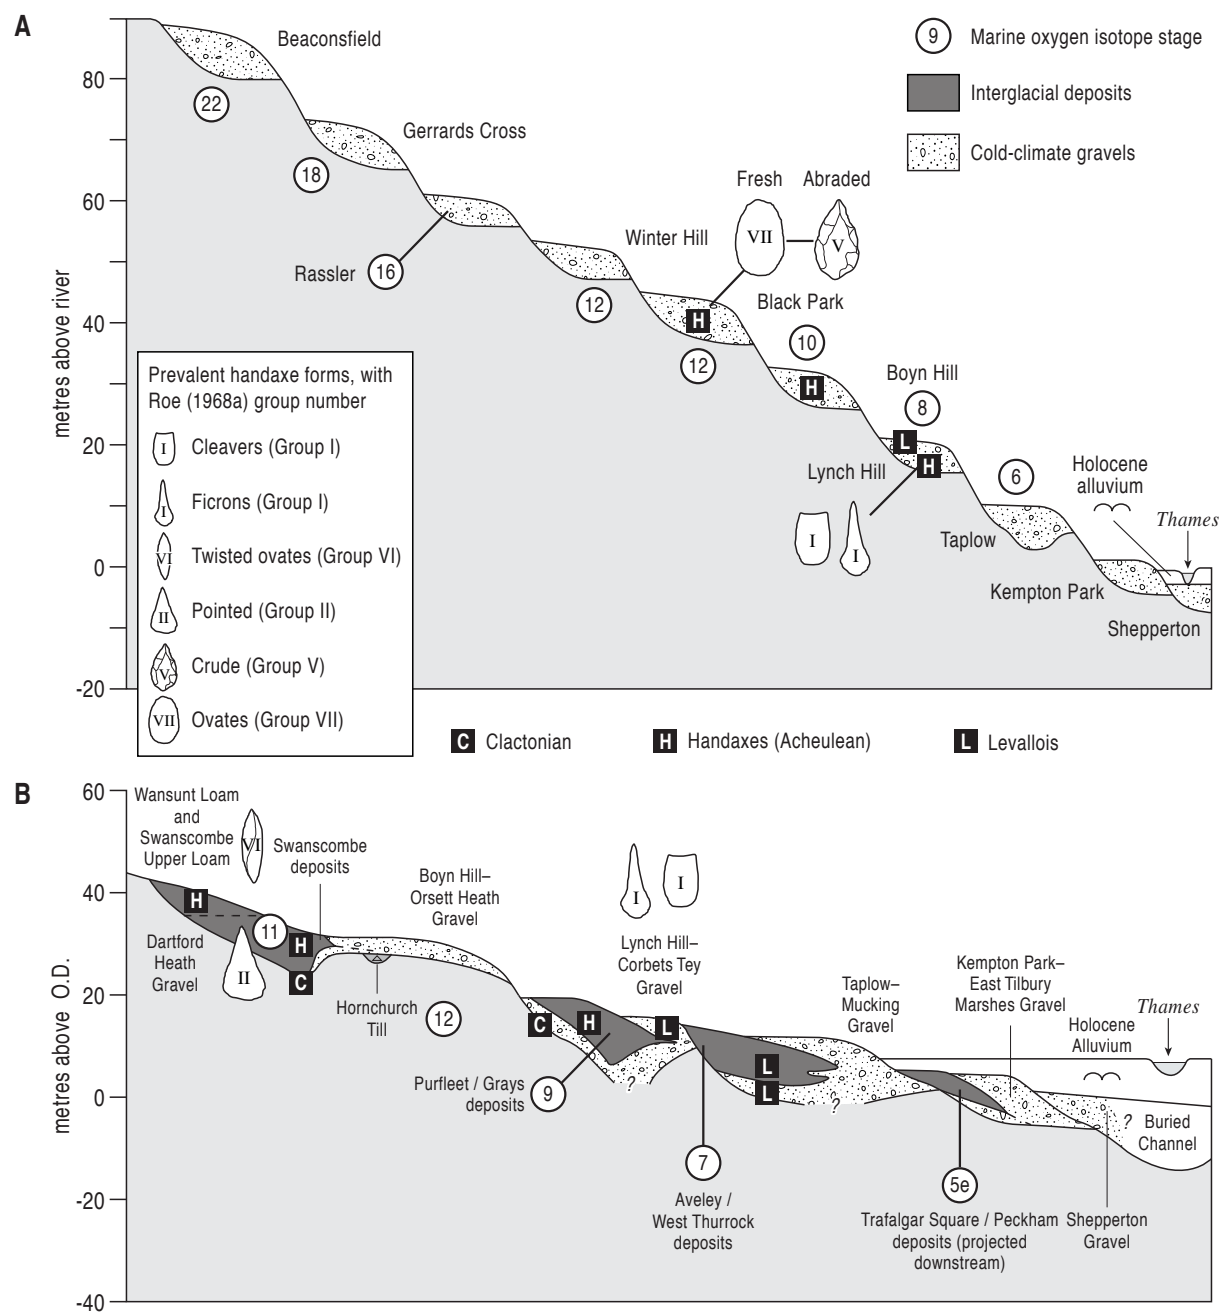 A
9 Marine oxygen isotope stage
Interglacial deposits
Cold-climate gravels
metres above river
80
60
40
20
0
-20
Beaconsfield
22
Gerrards Cross
18
Rassler
16
Winter Hill
12
Fresh
Abraded
VII
V
Black Park
H
12
10
H
Boyn Hill
8
L
H
Lynch Hill
I
I
6
Taplow
Holocene
alluvium
Thames
Kempton Park
Shepperton
Prevalent handaxe forms, with
Roe (1968a) group number
I Cleavers (Group I)
I Ficrons (Group I)
VI Twisted ovates (Group VI)
II Pointed (Group II)
V Crude (Group V)
VII Ovates (Group VII)
C Clactonian
H Handaxes (Acheulean)
L Levallois
B
metres above O.D.
60
40
20
0
-20
-40
Wansunt Loam
and
Swanscombe
Upper Loam
VI
Swanscombe
deposits
H
11
H
C
Dartford
Heath
Gravel
II
Boyn Hill–
Orsett Heath
Gravel
Hornchurch
Till
12
I
I
Lynch Hill–
Corbets Tey
Gravel
C
H
L
?
Purfleet / Grays
deposits
9
Taplow–
Mucking
Gravel
L
L
?
7
Aveley /
West Thurrock
deposits
Kempton Park–
East Tilbury
Marshes Gravel
5e
Trafalgar Square / Peckham
deposits (projected
downstream)
Thames
Holocene
Alluvium
? Buried
Channel
Shepperton
Gravel